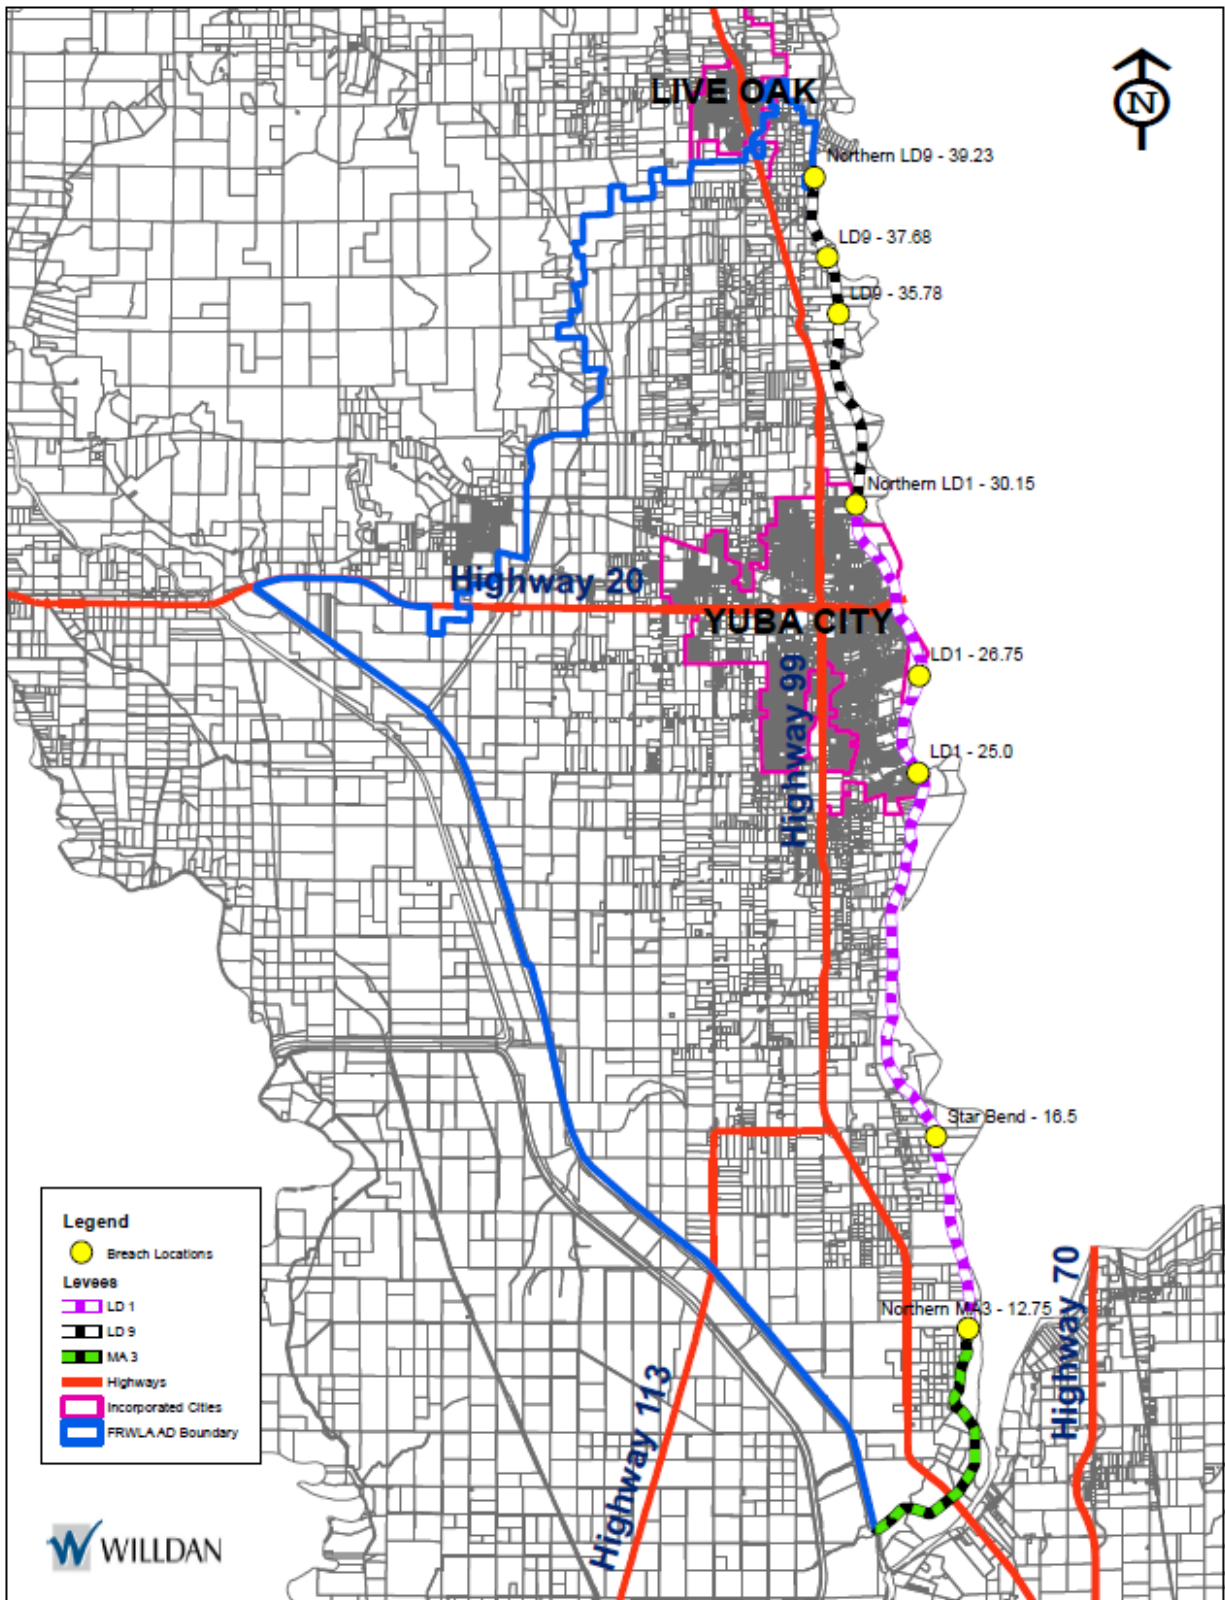 LIVE OAK
N
Northern LD9 - 39.23
LD9 - 37.68
LD9 - 35.78
Northern LD1 - 30.15
Highway 20
YUBA CITY
LD1 - 26.75
Highway 99
LD1 - 25.0
Star Bend - 16.5
Northern MA3 - 12.75
Highway 70
Highway 113
Legend
Breach Locations
Levees
LD 1
LD 9
MA 3
Highways
Incorporated Cities
FRWLA AD Boundary
WILLDAN